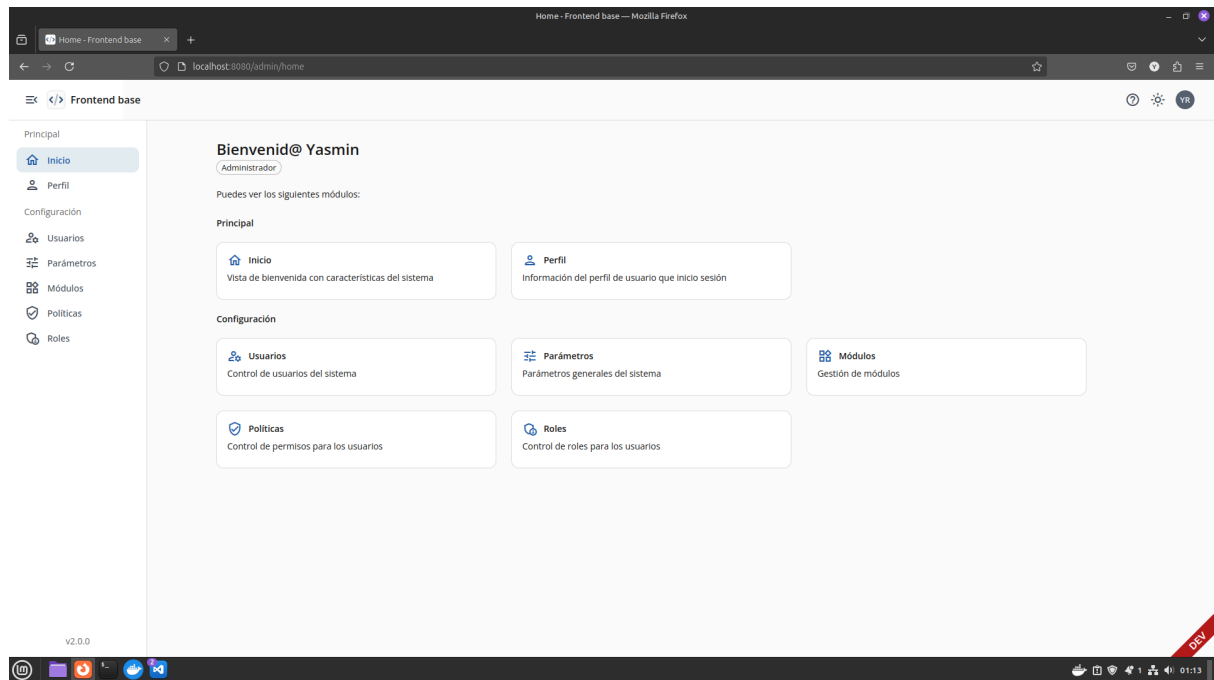 Home - Frontend base — Mozilla Firefox
Home - Frontend base
localhost:8080/admin/home
Frontend base
YR
Principal
Inicio
Perfil
Configuración
Usuarios
Parámetros
Módulos
Políticas
Roles
v2.0.0
Bienvenid@ Yasmin
Administrador
Puedes ver los siguientes módulos:
Principal
Inicio
Vista de bienvenida con características del sistema
Perfil
Información del perfil de usuario que inicio sesión
Configuración
Usuarios
Control de usuarios del sistema
Parámetros
Parámetros generales del sistema
Módulos
Gestión de módulos
Políticas
Control de permisos para los usuarios
Roles
Control de roles para los usuarios
DEV
2
1
01:13